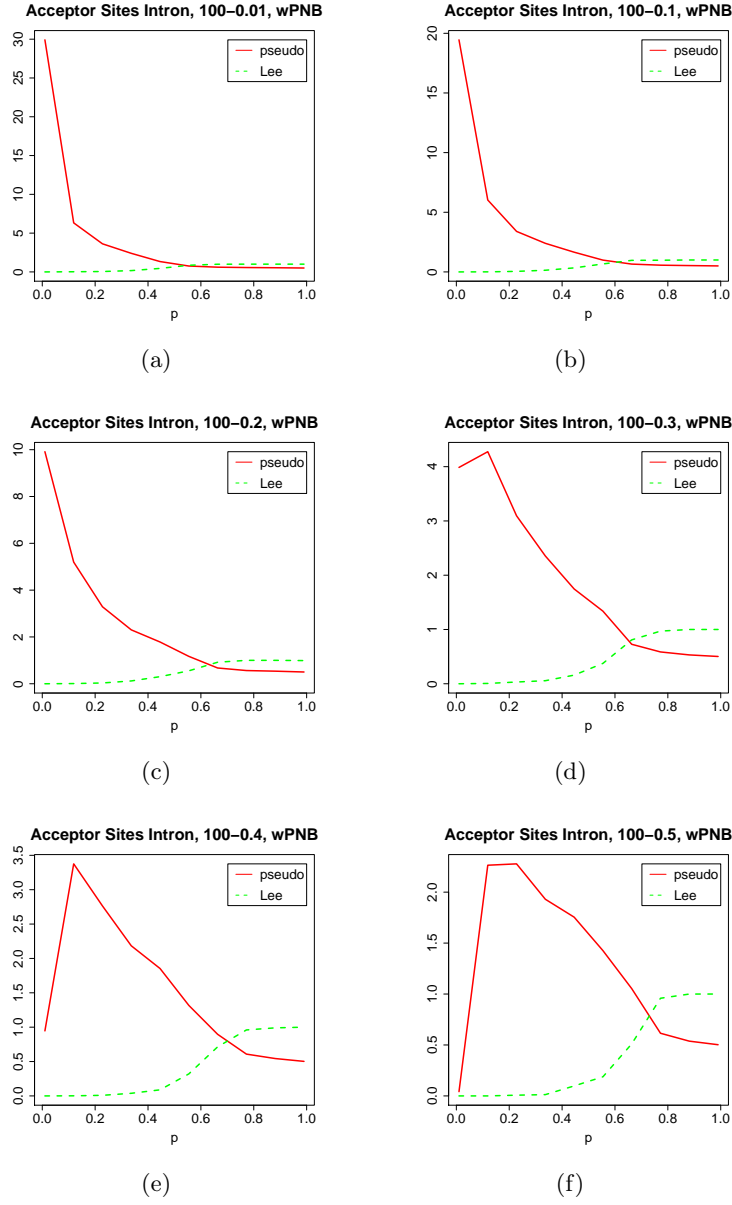 Acceptor Sites Intron, 100−0.01, wPNB
30
25
20
15
10
5
0
pseudo
Lee
0.0 0.2 0.4 0.6 0.8 1.0
p
(a)
Acceptor Sites Intron, 100−0.1, wPNB
20
15
10
5
0
pseudo
Lee
0.0 0.2 0.4 0.6 0.8 1.0
p
(b)
Acceptor Sites Intron, 100−0.2, wPNB
10
8
6
4
2
0
pseudo
Lee
0.0 0.2 0.4 0.6 0.8 1.0
p
(c)
Acceptor Sites Intron, 100−0.3, wPNB
4
3
2
1
0
pseudo
Lee
0.0 0.2 0.4 0.6 0.8 1.0
p
(d)
Acceptor Sites Intron, 100−0.4, wPNB
3.5
3.0
2.5
2.0
1.5
1.0
0.5
0.0
pseudo
Lee
0.0 0.2 0.4 0.6 0.8 1.0
p
(e)
Acceptor Sites Intron, 100−0.5, wPNB
2.0
1.5
1.0
0.5
0.0
pseudo
Lee
0.0 0.2 0.4 0.6 0.8 1.0
p
(f)